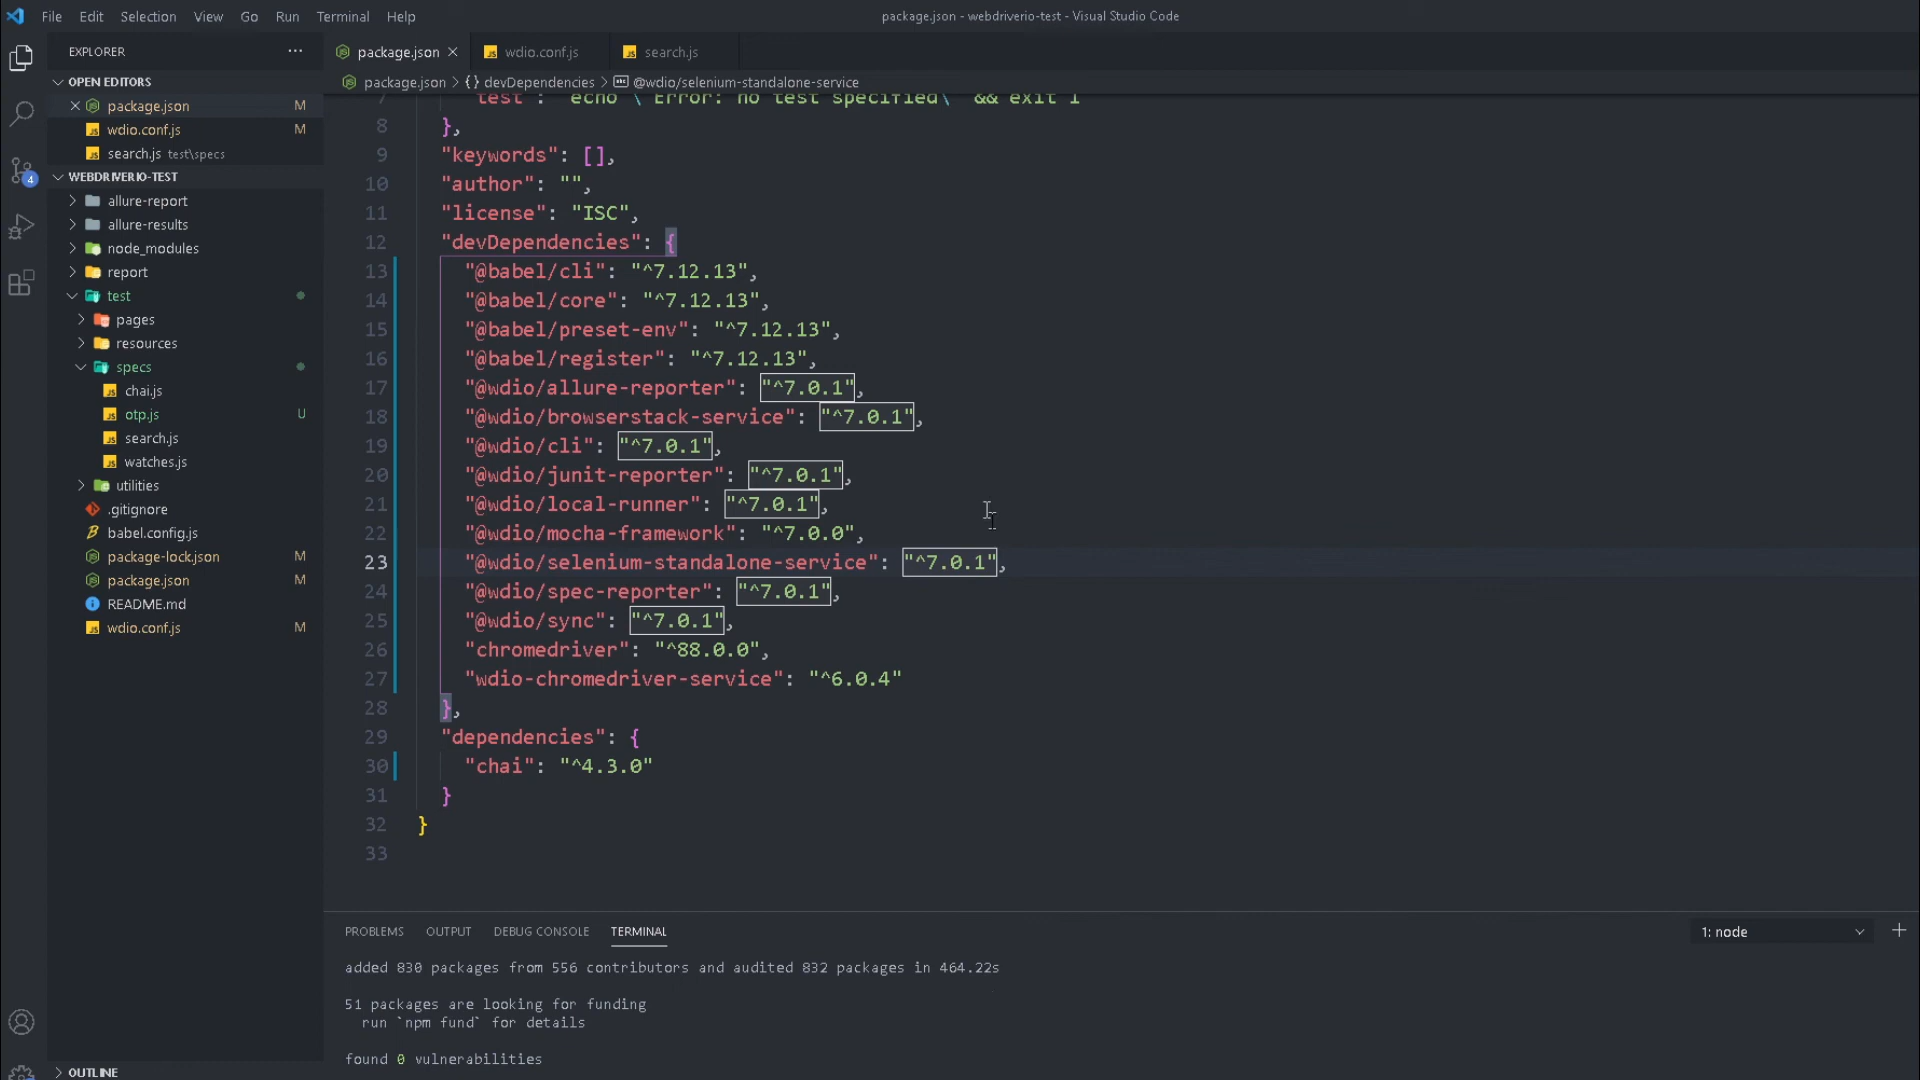 File Edit Selection View Go Run Terminal Help
package.json - webdriverio-test - Visual Studio Code
EXPLORER
OPEN EDITORS
package.json M
wdio.conf.js M
search.js test\specs
4
WEBDRIVERIO-TEST
allure-report
allure-results
node_modules
report
test
pages
resources
specs
chai.js
otp.js U
search.js
watches.js
utilities
.gitignore
babel.config.js
package-lock.json M
package.json M
README.md
wdio.conf.js M
OUTLINE
package.json wdio.conf.js search.js
package.json > {} devDependencies > @wdio/selenium-standalone-service
7 "test": "echo \"Error: no test specified\" && exit 1
8 },
9 "keywords": [],
10 "author": "",
11 "license": "ISC",
12 "devDependencies": {
13 "@babel/cli": "^7.12.13",
14 "@babel/core": "^7.12.13",
15 "@babel/preset-env": "^7.12.13",
16 "@babel/register": "^7.12.13",
17 "@wdio/allure-reporter": "^7.0.1",
18 "@wdio/browserstack-service": "^7.0.1",
19 "@wdio/cli": "^7.0.1",
20 "@wdio/junit-reporter": "^7.0.1",
21 "@wdio/local-runner": "^7.0.1",
22 "@wdio/mocha-framework": "^7.0.0",
23 "@wdio/selenium-standalone-service": "^7.0.1",
24 "@wdio/spec-reporter": "^7.0.1",
25 "@wdio/sync": "^7.0.1",
26 "chromedriver": "^88.0.0",
27 "wdio-chromedriver-service": "^6.0.4"
28 },
29 "dependencies": {
30 "chai": "^4.3.0"
31 }
32 }
33
PROBLEMS OUTPUT DEBUG CONSOLE TERMINAL
1: node
added 830 packages from 556 contributors and audited 832 packages in 464.22s
51 packages are looking for funding
run `npm fund` for details
found 0 vulnerabilities